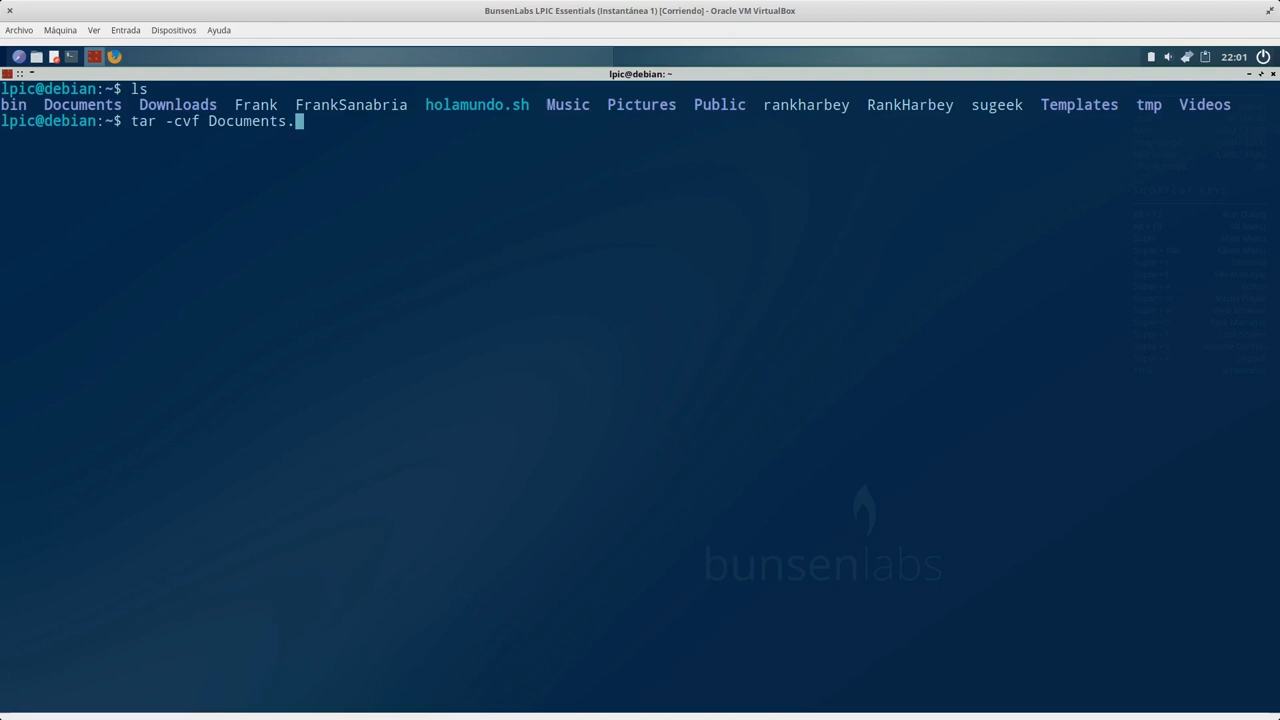 BunsenLabs LPIC Essentials (Instantánea 1) [Corriendo] - Oracle VM VirtualBox
Archivo Máquina Ver Entrada Dispositivos Ayuda
22:01
lpic@debian: ~
lpic@debian:~$ ls
bin Documents Downloads Frank FrankSanabria holamundo.sh Music Pictures Public rankharbey RankHarbey sugeek Templates tmp Videos
lpic@debian:~$ tar -cvf Documents.
bunsenlabs